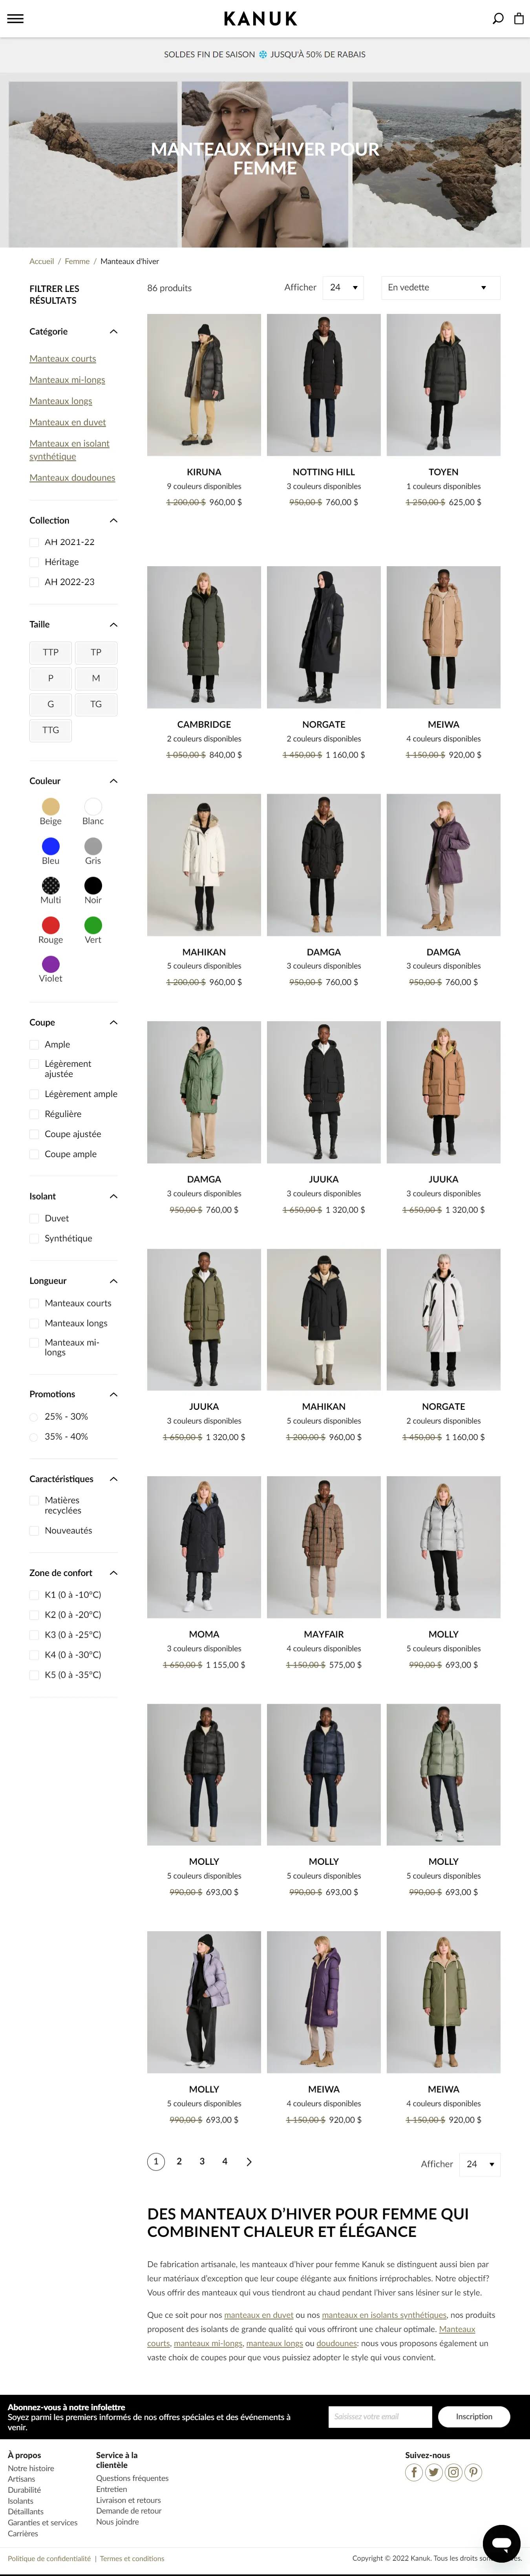 KANUK
SOLDES FIN DE SAISON ❄ JUSQU'À 50% DE RABAIS
MANTEAUX D'HIVER POUR
FEMME
Accueil / Femme / Manteaux d'hiver
FILTRER LES
RÉSULTATS
Catégorie
Manteaux courts
Manteaux mi-longs
Manteaux longs
Manteaux en duvet
Manteaux en isolant
synthétique
Manteaux doudounes
Collection
AH 2021-22
Héritage
AH 2022-23
Taille
TTP TP
P M
G TG
TTG
Couleur
Beige Blanc
Bleu Gris
Multi Noir
Rouge Vert
Violet
Coupe
Ample
Légèrement
ajustée
Légèrement ample
Régulière
Coupe ajustée
Coupe ample
Isolant
Duvet
Synthétique
Longueur
Manteaux courts
Manteaux longs
Manteaux mi-
longs
Promotions
25% - 30%
35% - 40%
Caractéristiques
Matières
recyclées
Nouveautés
Zone de confort
K1 (0 à -10°C)
K2 (0 à -20°C)
K3 (0 à -25°C)
K4 (0 à -30°C)
K5 (0 à -35°C)
86 produits Afficher 24 En vedette
KIRUNA NOTTING HILL TOYEN
9 couleurs disponibles 3 couleurs disponibles 1 couleurs disponibles
1 200,00 $ 960,00 $ 950,00 $ 760,00 $ 1 250,00 $ 625,00 $
CAMBRIDGE NORGATE MEIWA
2 couleurs disponibles 2 couleurs disponibles 4 couleurs disponibles
1 050,00 $ 840,00 $ 1 450,00 $ 1 160,00 $ 1 150,00 $ 920,00 $
MAHIKAN DAMGA DAMGA
5 couleurs disponibles 3 couleurs disponibles 3 couleurs disponibles
1 200,00 $ 960,00 $ 950,00 $ 760,00 $ 950,00 $ 760,00 $
DAMGA JUUKA JUUKA
3 couleurs disponibles 3 couleurs disponibles 3 couleurs disponibles
950,00 $ 760,00 $ 1 650,00 $ 1 320,00 $ 1 650,00 $ 1 320,00 $
JUUKA MAHIKAN NORGATE
3 couleurs disponibles 5 couleurs disponibles 2 couleurs disponibles
1 650,00 $ 1 320,00 $ 1 200,00 $ 960,00 $ 1 450,00 $ 1 160,00 $
MOMA MAYFAIR MOLLY
3 couleurs disponibles 4 couleurs disponibles 5 couleurs disponibles
1 650,00 $ 1 155,00 $ 1 150,00 $ 575,00 $ 990,00 $ 693,00 $
MOLLY MOLLY MOLLY
5 couleurs disponibles 5 couleurs disponibles 5 couleurs disponibles
990,00 $ 693,00 $ 990,00 $ 693,00 $ 990,00 $ 693,00 $
MOLLY MEIWA MEIWA
5 couleurs disponibles 4 couleurs disponibles 4 couleurs disponibles
990,00 $ 693,00 $ 1 150,00 $ 920,00 $ 1 150,00 $ 920,00 $
1 2 3 4 Afficher 24
DES MANTEAUX D'HIVER POUR FEMME QUI
COMBINENT CHALEUR ET ÉLÉGANCE
De fabrication artisanale, les manteaux d'hiver pour femme Kanuk se distinguent aussi bien par
leur matériaux d'exception que leur coupe élégante aux finitions irréprochables. Notre objectif?
Vous offrir des manteaux qui vous tiendront au chaud pendant l'hiver sans lésiner sur le style.
Que ce soit pour nos manteaux en duvet ou nos manteaux en isolants synthétiques, nos produits
proposent des isolants de grande qualité qui vous offriront une chaleur optimale. Manteaux
courts, manteaux mi-longs, manteaux longs ou doudounes: nous vous proposons également un
vaste choix de coupes pour que vous puissiez adopter le style qui vous convient.
Abonnez-vous à notre infolettre
Soyez parmi les premiers informés de nos offres spéciales et des événements à
venir.
Saisissez votre email
Inscription
À propos
Notre histoire
Artisans
Durabilité
Isolants
Détaillants
Garanties et services
Carrières
Service à la
clientèle
Questions fréquentes
Entretien
Livraison et retours
Demande de retour
Nous joindre
Suivez-nous
Politique de confidentialité | Termes et conditions
Copyright © 2022 Kanuk. Tous les droits